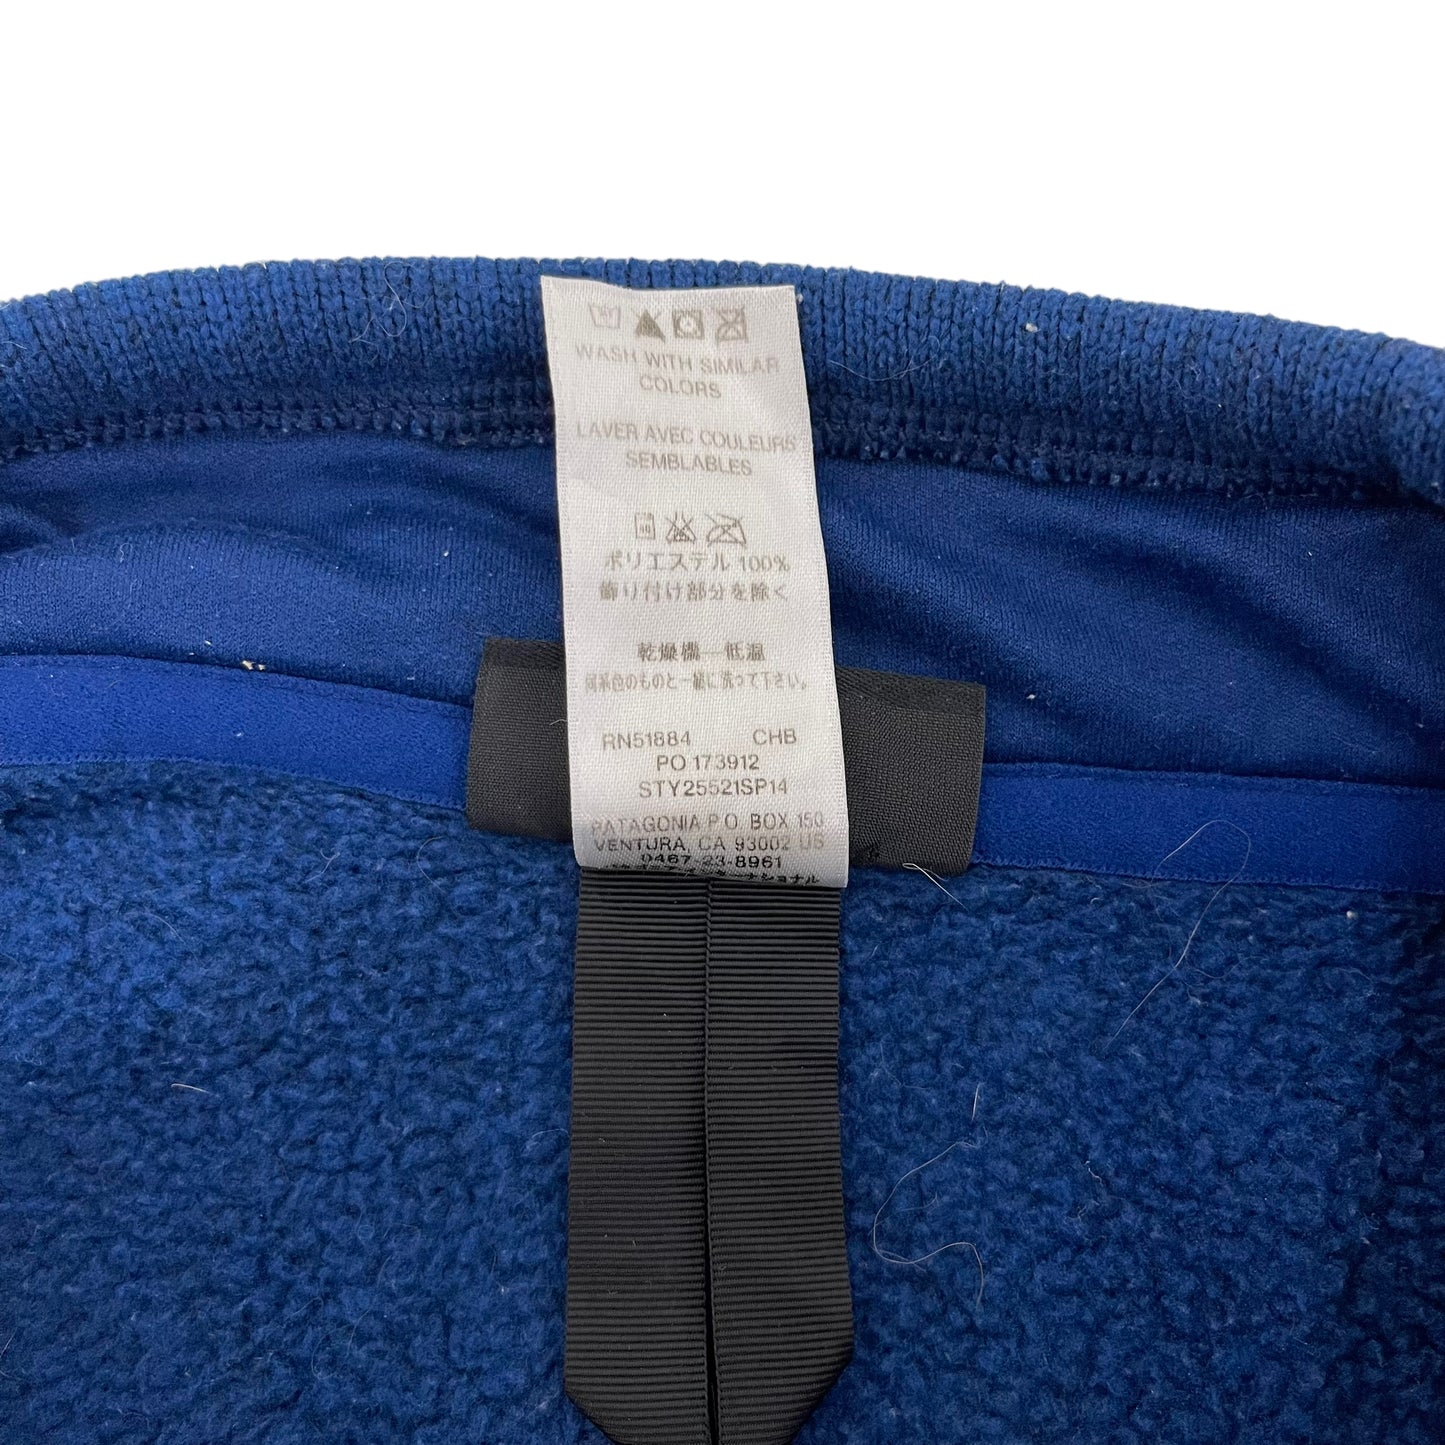 WASH WITH SIMILAR
COLORS
LAVER AVEC COULEURS
SEMBLABLES
ポリエステル 100%
飾り付け部分を除く
乾燥機―低温
同系色のものと一緒に洗って下さい。
RN51884 CHB
PO 173912
STY25521SP14
PATAGONIA P.O. BOX 150
VENTURA, CA 93002 US
0467-23-8961